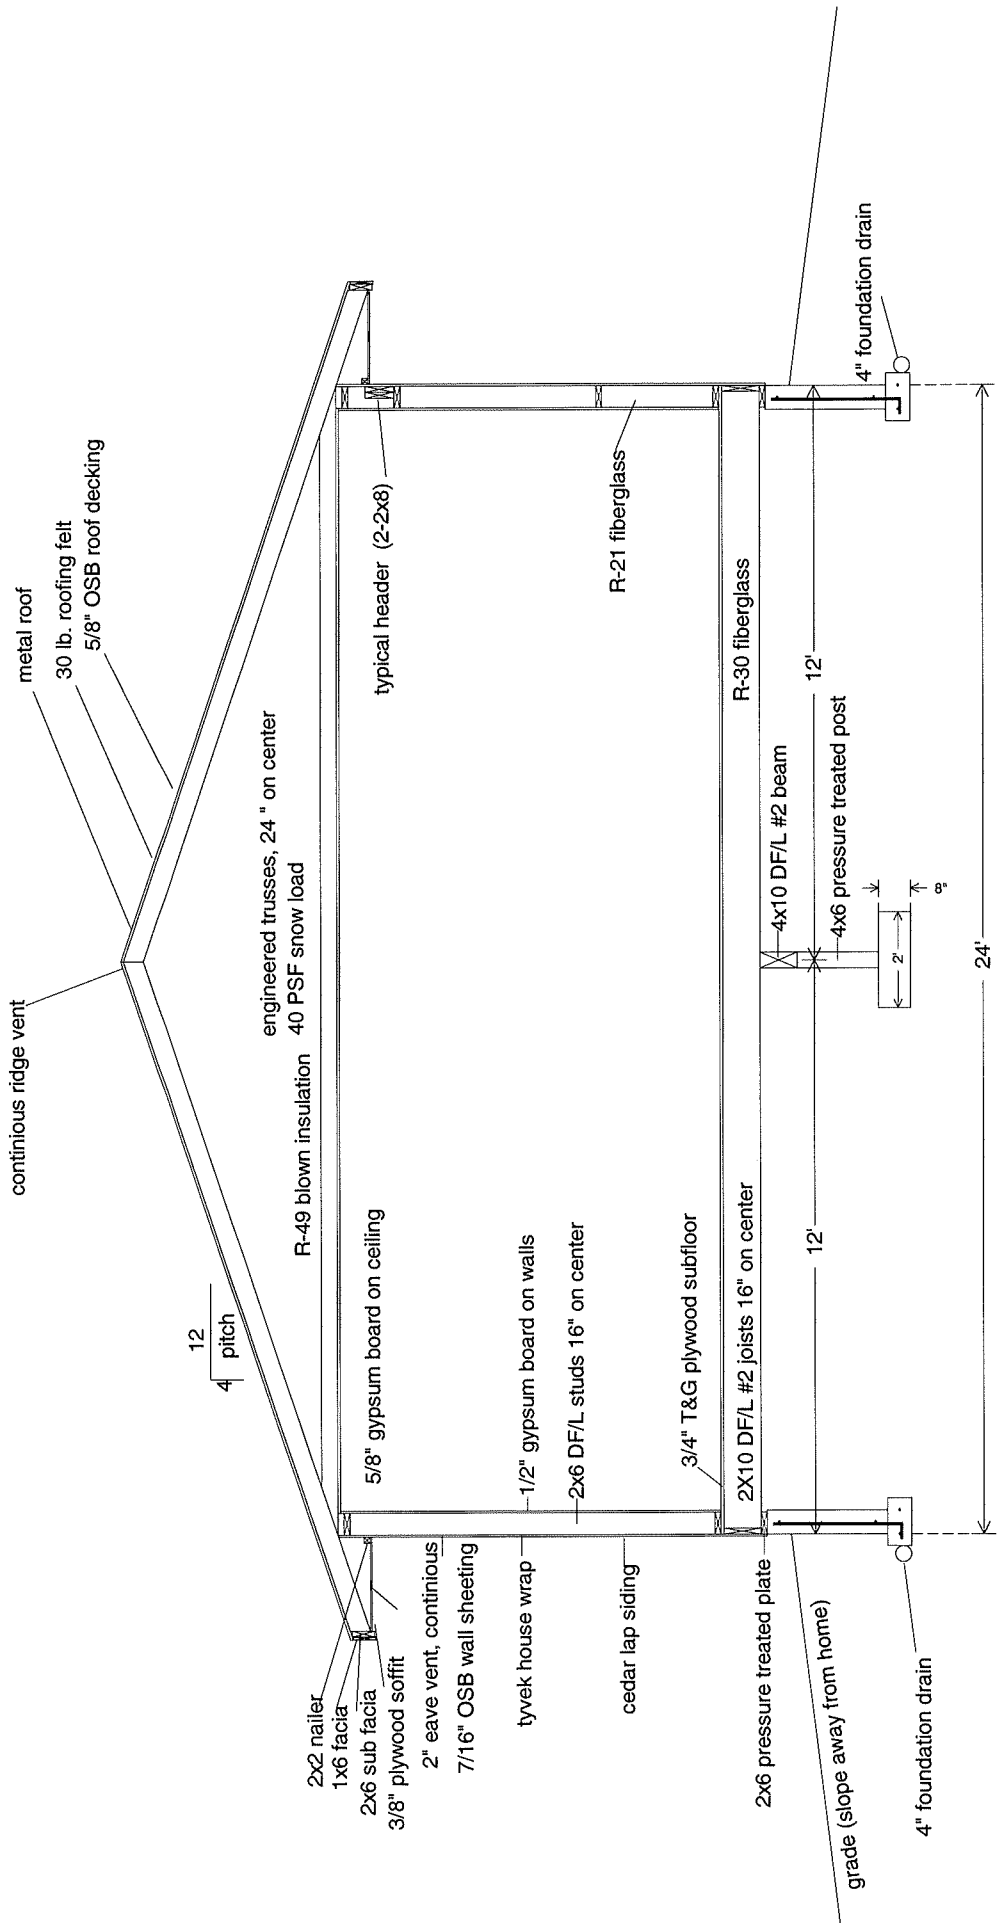 continious ridge vent
metal roof
30 lb. roofing felt
5/8" OSB roof decking
12
4
pitch
engineered trusses, 24 " on center
40 PSF snow load
R-49 blown insulation
2x2 nailer
1x6 facia
2x6 sub facia
3/8" plywood soffit
2" eave vent, continious
7/16" OSB wall sheeting
tyvek house wrap
cedar lap siding
5/8" gypsum board on ceiling
typical header (2-2x8)
1/2" gypsum board on walls
2x6 DF/L studs 16" on center
R-21 fiberglass
3/4" T&G plywood subfloor
2X10 DF/L #2 joists 16" on center
R-30 fiberglass
2x6 pressure treated plate
4x10 DF/L #2 beam
12'
12'
4x6 pressure treated post
grade (slope away from home)
4" foundation drain
4" foundation drain
2'
8"
24'